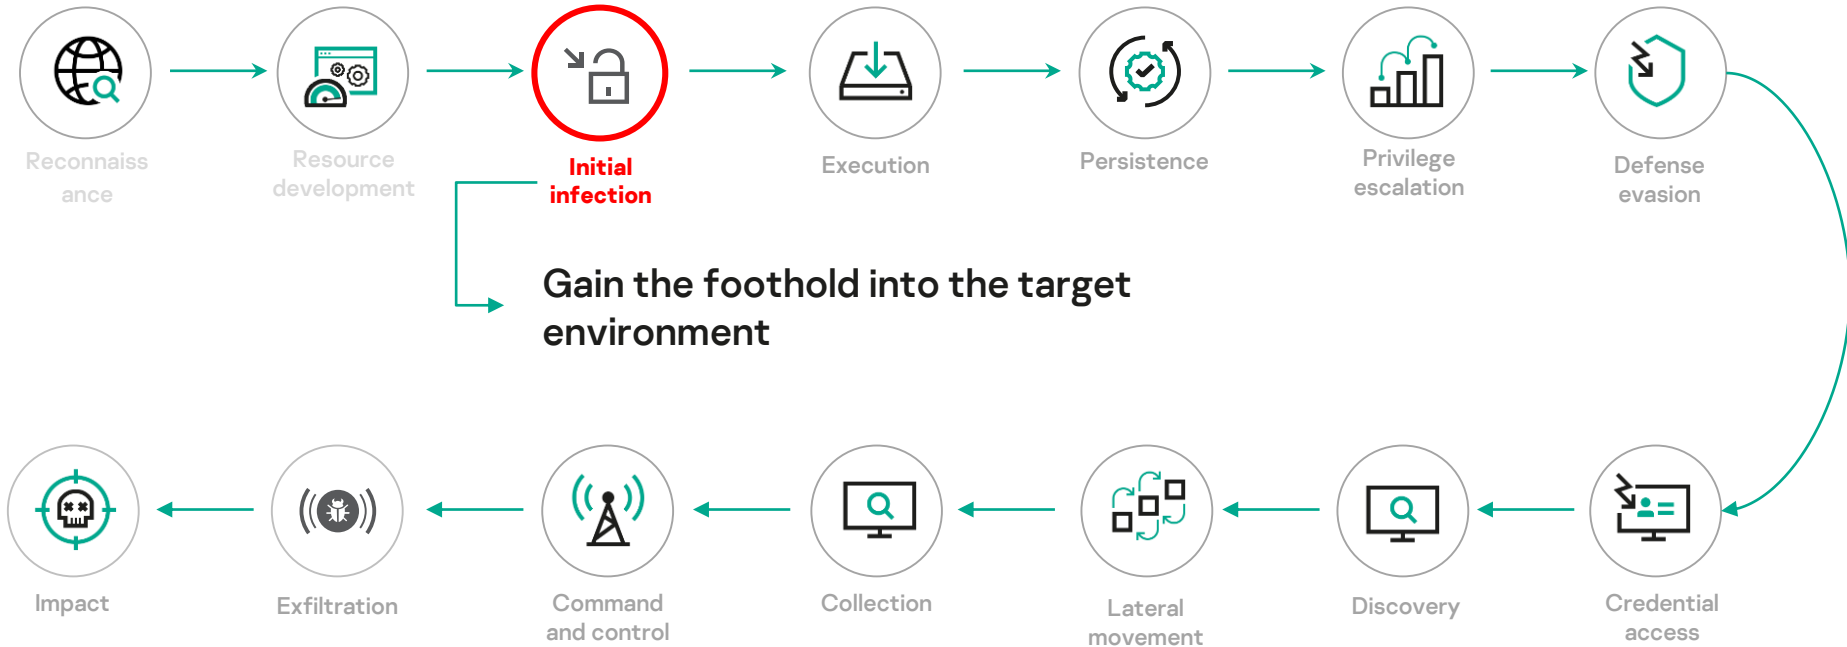 Reconnaiss
ance
Resource
development
Initial
infection
Execution
Persistence
Privilege
escalation
Defense
evasion
Gain the foothold into the target
environment
Impact
Exfiltration
Command
and control
Collection
Lateral
movement
Discovery
Credential
access